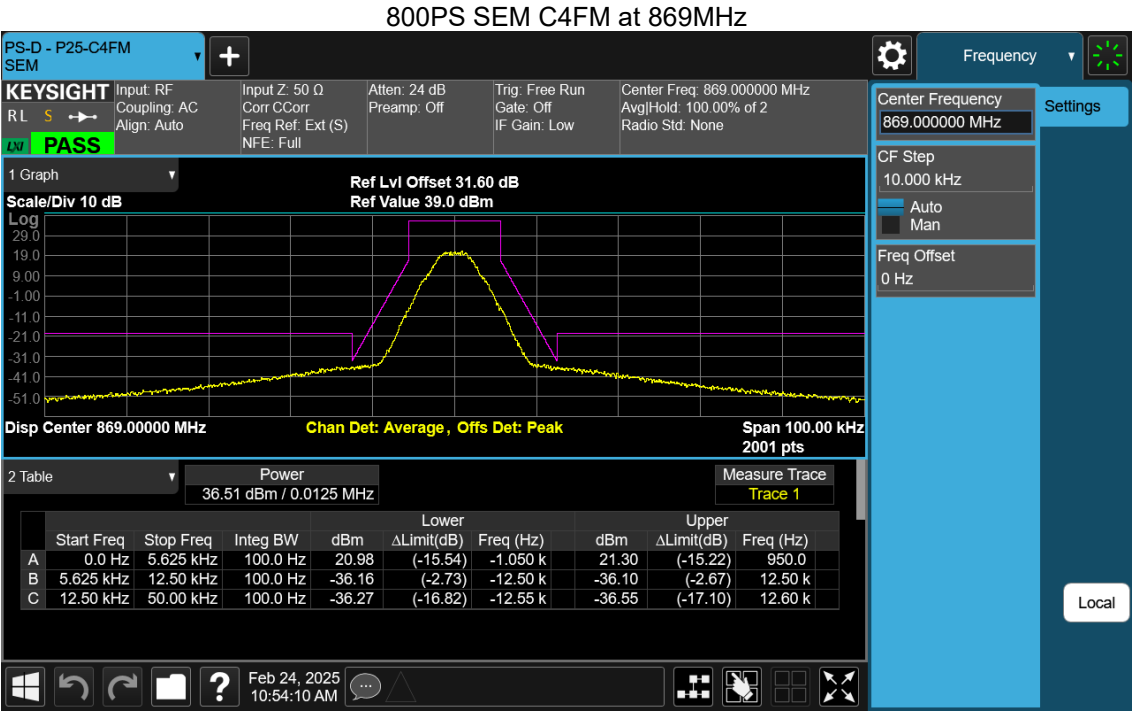 800PS SEM C4FM at 869MHz
PS-D - P25-C4FM
SEM
+
Frequency
KEYSIGHT
RL S
LXI PASS
Input: RF
Coupling: AC
Align: Auto
Input Z: 50 Ω
Corr CCorr
Freq Ref: Ext (S)
NFE: Full
Atten: 24 dB
Preamp: Off
Trig: Free Run
Gate: Off
IF Gain: Low
Center Freq: 869.000000 MHz
Avg|Hold: 100.00% of 2
Radio Std: None
Center Frequency
869.000000 MHz
Settings
CF Step
10.000 kHz
Auto
Man
Freq Offset
0 Hz
1 Graph
Scale/Div 10 dB
Ref Lvl Offset 31.60 dB
Ref Value 39.0 dBm
Log
29.0
19.0
9.00
-1.00
-11.0
-21.0
-31.0
-41.0
-51.0
Disp Center 869.00000 MHz
Chan Det: Average, Offs Det: Peak
Span 100.00 kHz
2001 pts
2 Table
Power
36.51 dBm / 0.0125 MHz
Measure Trace
Trace 1
Lower Upper
Start Freq Stop Freq Integ BW dBm ΔLimit(dB) Freq (Hz) dBm ΔLimit(dB) Freq (Hz)
A 0.0 Hz 5.625 kHz 100.0 Hz 20.98 (-15.54) -1.050 k 21.30 (-15.22) 950.0
B 5.625 kHz 12.50 kHz 100.0 Hz -36.16 (-2.73) -12.50 k -36.10 (-2.67) 12.50 k
C 12.50 kHz 50.00 kHz 100.0 Hz -36.27 (-16.82) -12.55 k -36.55 (-17.10) 12.60 k
Local
?
Feb 24, 2025
10:54:10 AM